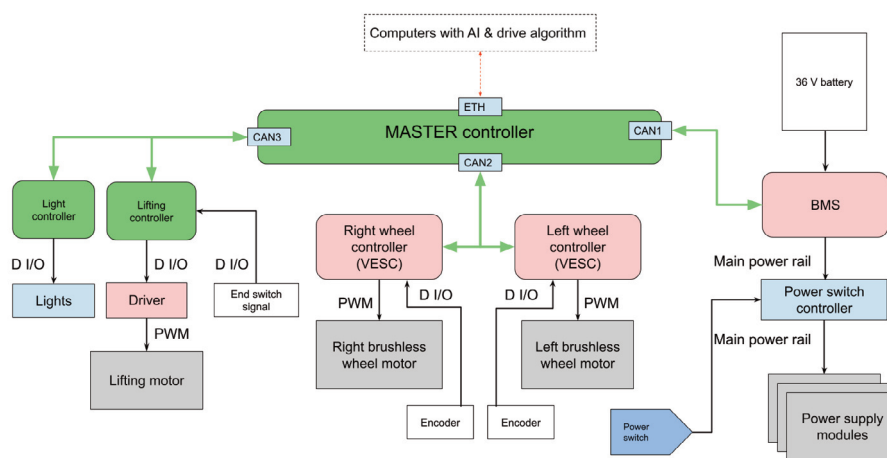 Computers with AI & drive algorithm
36 V battery
ETH
MASTER controller
CAN3
CAN1
CAN2
Light
controller
Lifting
controller
Right wheel
controller
(VESC)
Left wheel
controller
(VESC)
BMS
D I/O
D I/O
D I/O
Main power rail
Lights
Driver
End switch
signal
PWM
D I/O
D I/O
PWM
Power switch
controller
PWM
Right brushless
wheel motor
Left brushless
wheel motor
Main power rail
Lifting motor
Encoder
Encoder
Power
switch
Power supply
modules